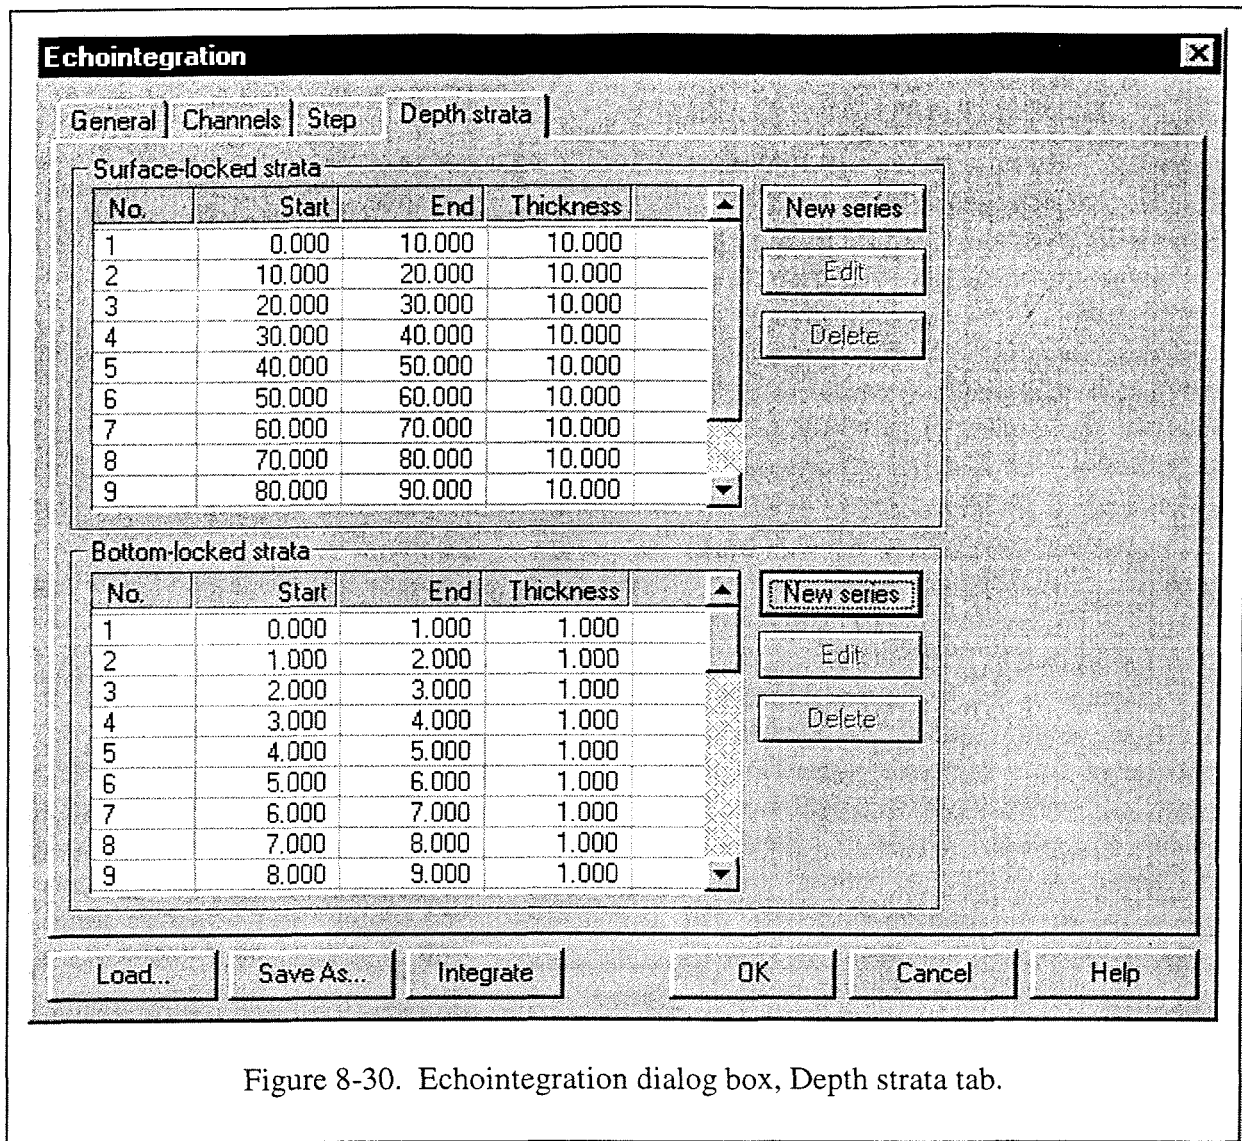 Echointegration
General Channels Step Depth strata
Surface-locked strata
No. Start End Thickness
1 0.000 10.000 10.000
2 10.000 20.000 10.000
3 20.000 30.000 10.000
4 30.000 40.000 10.000
5 40.000 50.000 10.000
6 50.000 60.000 10.000
7 60.000 70.000 10.000
8 70.000 80.000 10.000
9 80.000 90.000 10.000
New series
Edit
Delete
Bottom-locked strata
No. Start End Thickness
1 0.000 1.000 1.000
2 1.000 2.000 1.000
3 2.000 3.000 1.000
4 3.000 4.000 1.000
5 4.000 5.000 1.000
6 5.000 6.000 1.000
7 6.000 7.000 1.000
8 7.000 8.000 1.000
9 8.000 9.000 1.000
New series
Edit
Delete
Load... Save As... Integrate OK Cancel Help
Figure 8-30. Echointegration dialog box, Depth strata tab.